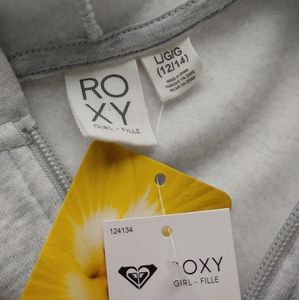 RO
XY
GIRL - FILLE
L/G/G
(12/14)
124134
ROXY
GIRL - FILLE